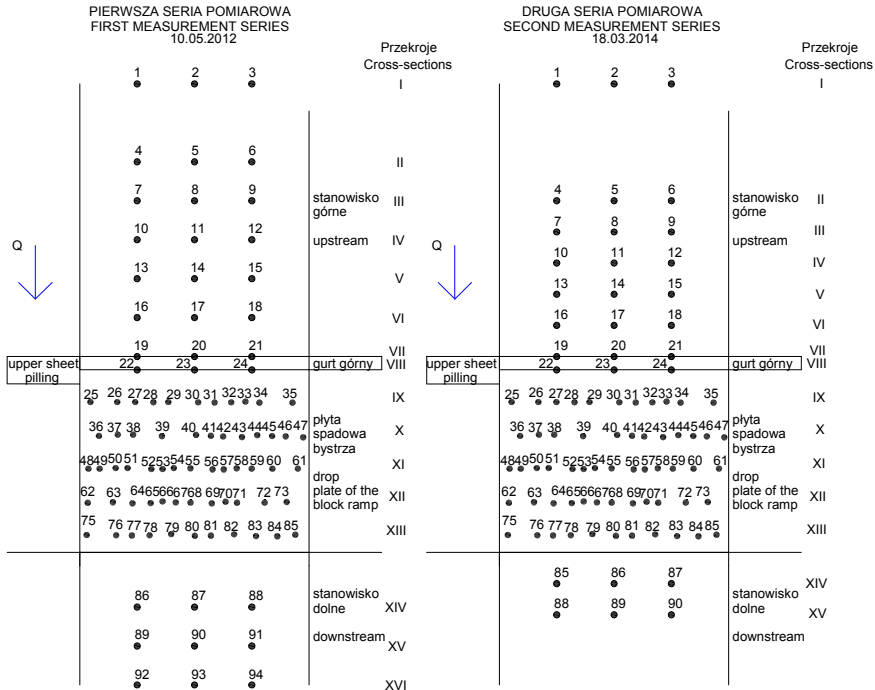 PIERWSZA SERIA POMIAROWA
FIRST MEASUREMENT SERIES
10.05.2012
Przekroje
Cross-sections
1 2 3 I
4 5 6 II
7 8 9 stanowisko III
górne
10 11 12 upstream IV
Q
13 14 15 V
16 17 18 VI
19 20 21 VII
upper sheet 22 23 24 gurt górny VIII
pilling
25 26 27 28 29 30 31 32 33 34 35 IX
36 37 38 39 40 41 42 43 44 45 46 47 płyta X
spadowa
bystrza
48 49 50 51 52 53 54 55 56 57 58 59 60 61 XI
drop
62 63 64 65 66 67 68 69 70 71 72 73 plate of the XII
block ramp
75 76 77 78 79 80 81 82 83 84 85 XIII
86 87 88 stanowisko
dolne XIV
89 90 91 downstream XV
92 93 94 XVI
DRUGA SERIA POMIAROWA
SECOND MEASUREMENT SERIES
18.03.2014
Przekroje
Cross-sections
1 2 3 I
4 5 6 stanowisko II
górne
7 8 9 upstream III
Q
10 11 12 IV
13 14 15 V
16 17 18 VI
19 20 21 VII
upper sheet 22 23 24 gurt górny VIII
pilling
25 26 27 28 29 30 31 32 33 34 35 IX
36 37 38 39 40 41 42 43 44 45 46 47 płyta X
spadowa
bystrza
48 49 50 51 52 53 54 55 56 57 58 59 60 61 XI
drop
62 63 64 65 66 67 68 69 70 71 72 73 plate of the XII
block ramp
75 76 77 78 79 80 81 82 83 84 85 XIII
85 86 87 XIV
stanowisko
88 89 90 dolne XV
downstream